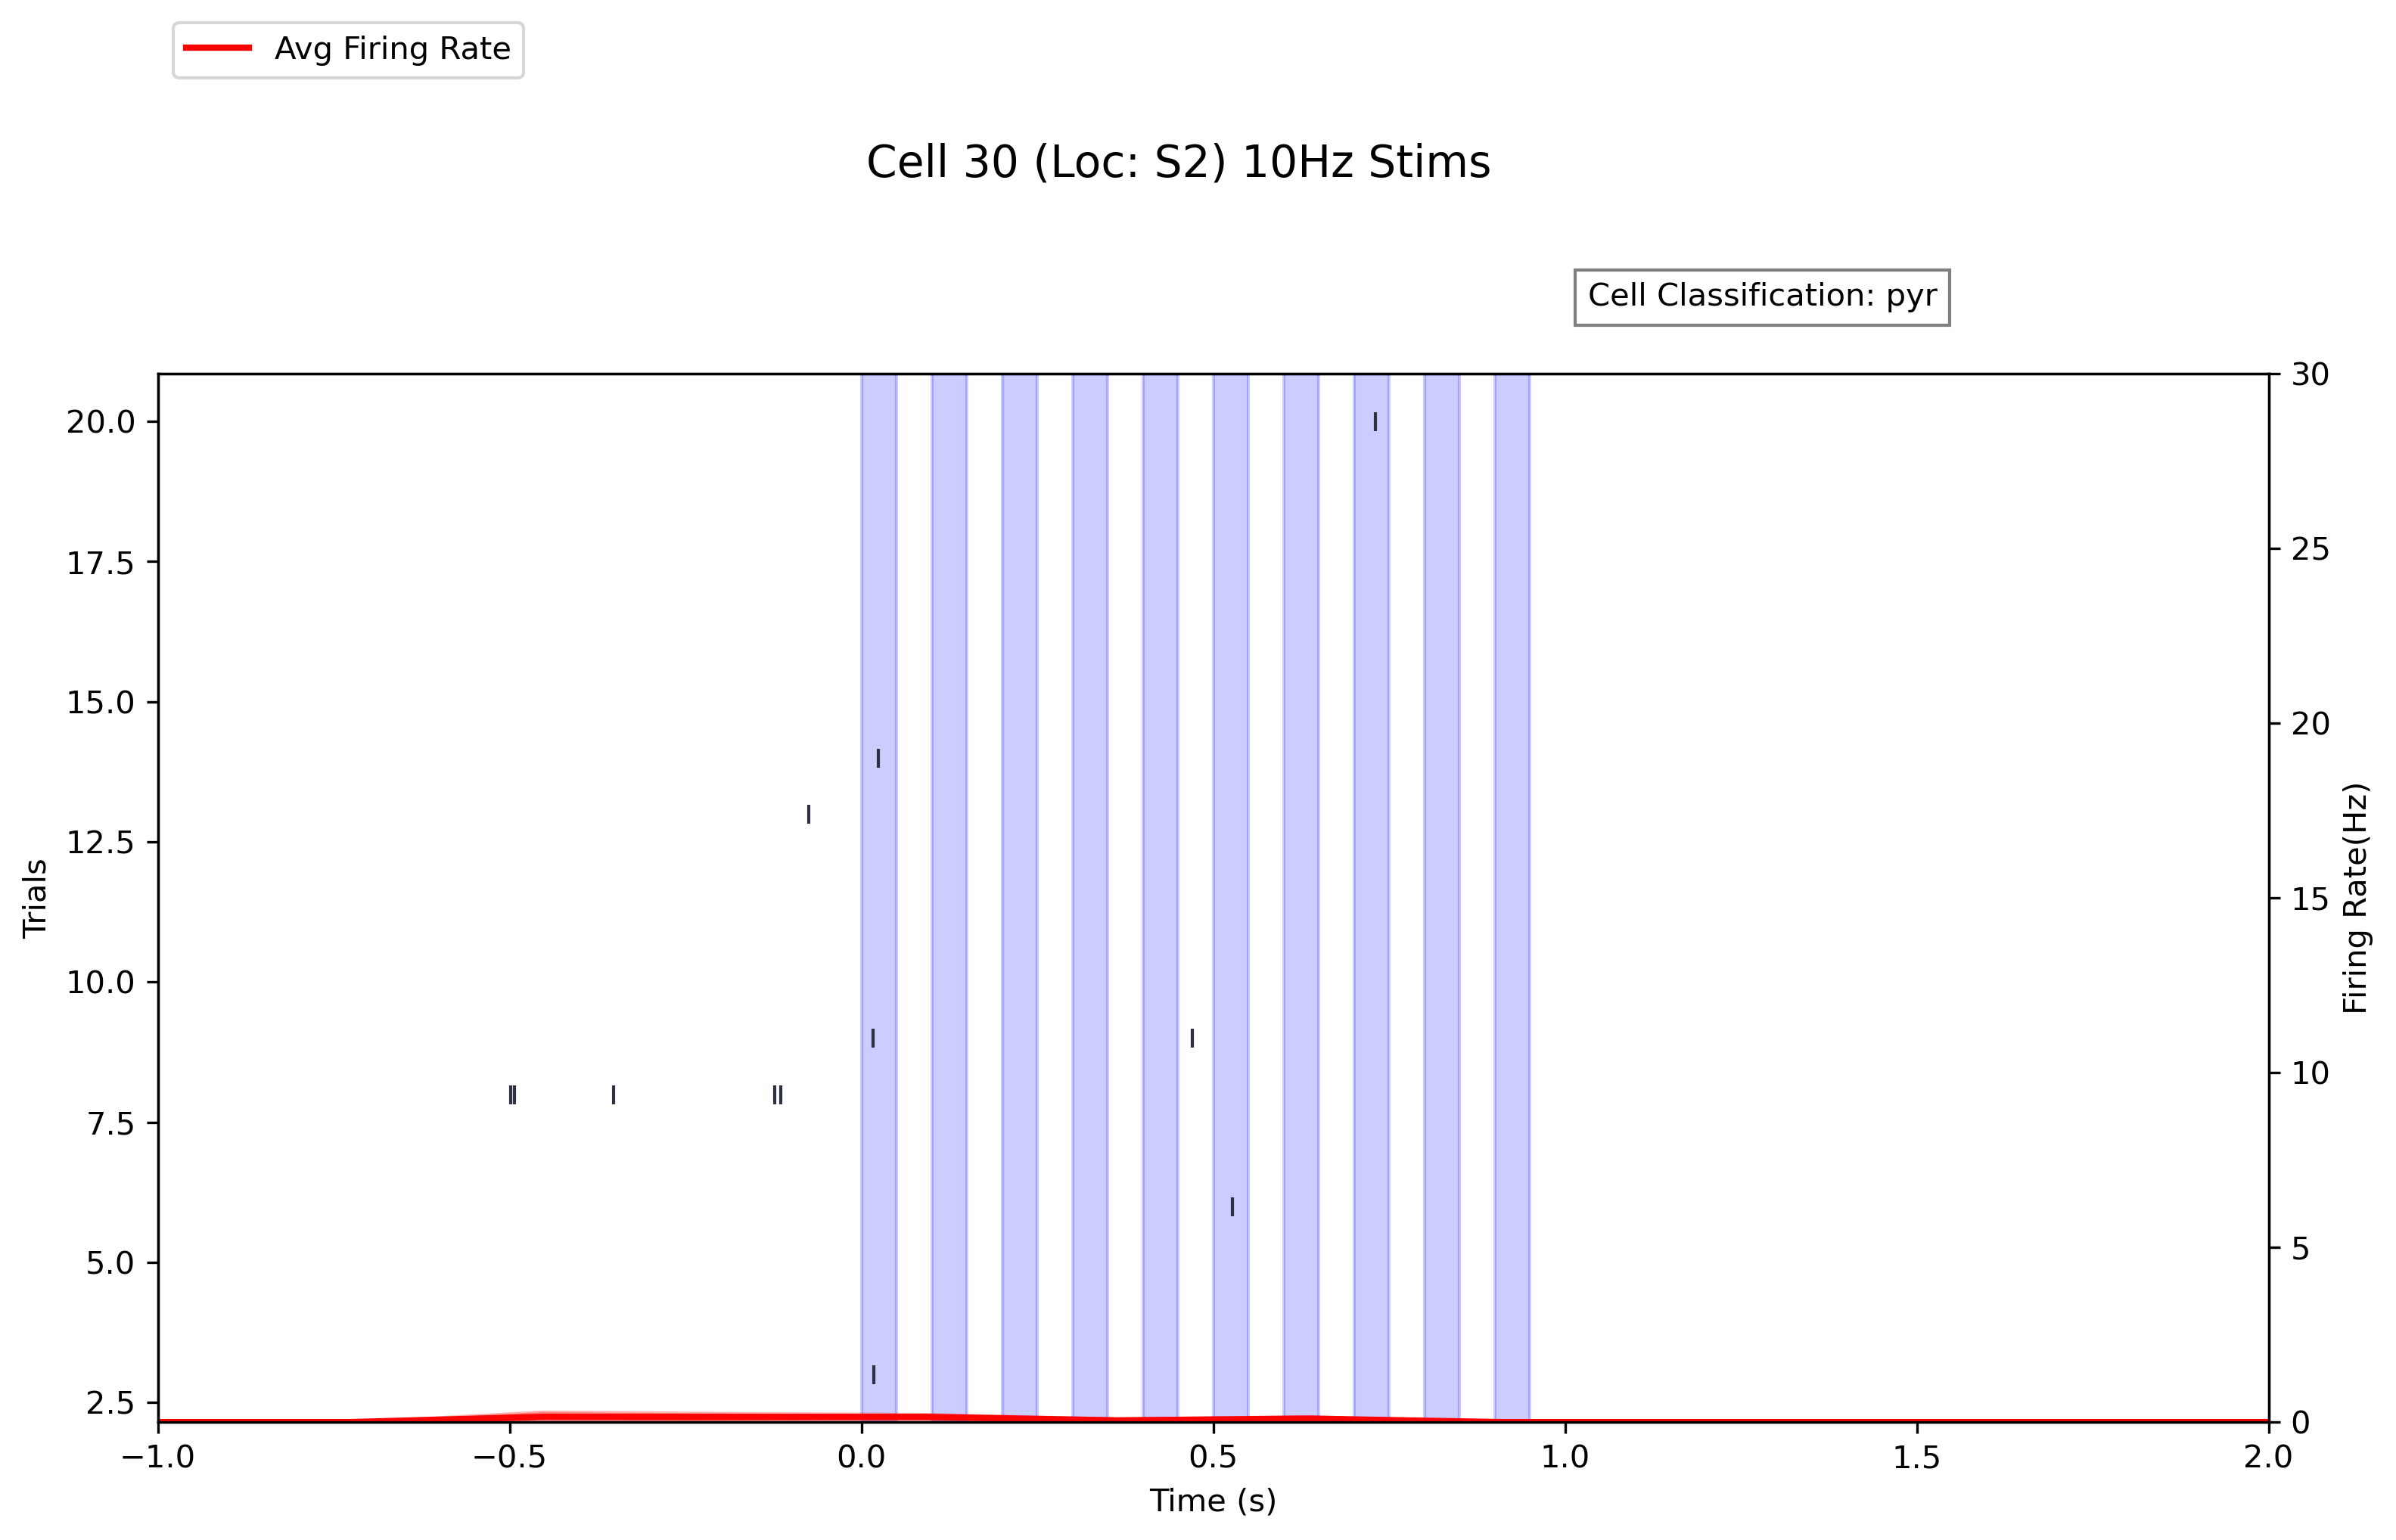 Avg Firing Rate
Cell 30 (Loc: S2) 10Hz Stims
Cell Classification: pyr
20.0
17.5
15.0
12.5
10.0
7.5
5.0
2.5
Trials
30
25
20
15
10
5
0
Firing Rate(Hz)
−1.0 −0.5 0.0 0.5 1.0 1.5 2.0
Time (s)